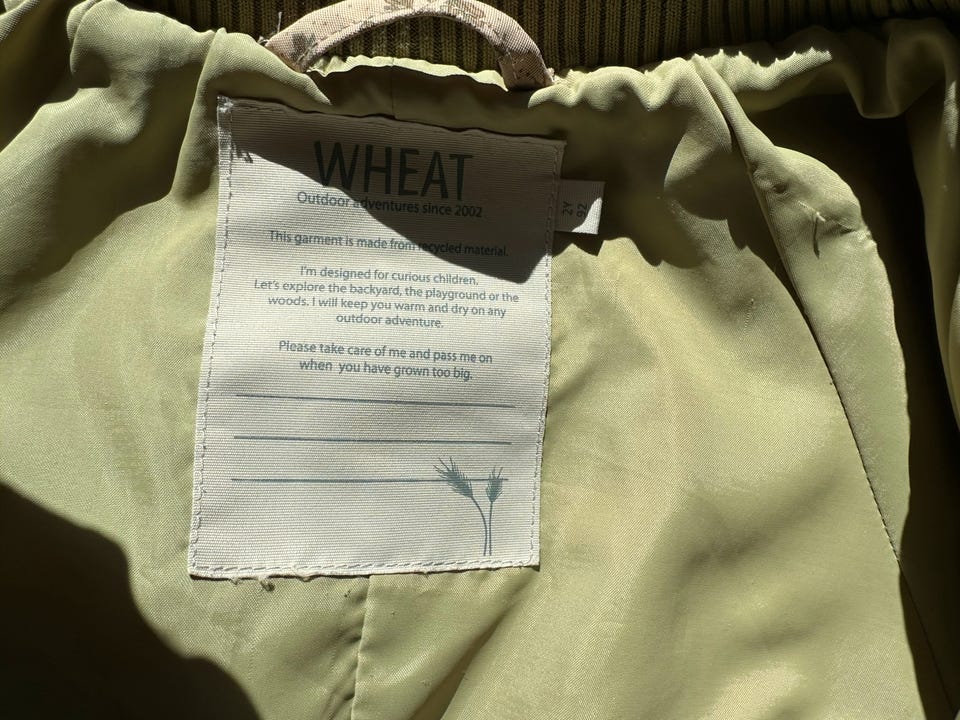 WHEAT
Outdoor adventures since 2002
This garment is made from recycled material.
I'm designed for curious children.
Let's explore the backyard, the playground or the
woods. I will keep you warm and dry on any
outdoor adventure.
Please take care of me and pass me on
when you have grown too big.
2Y
92